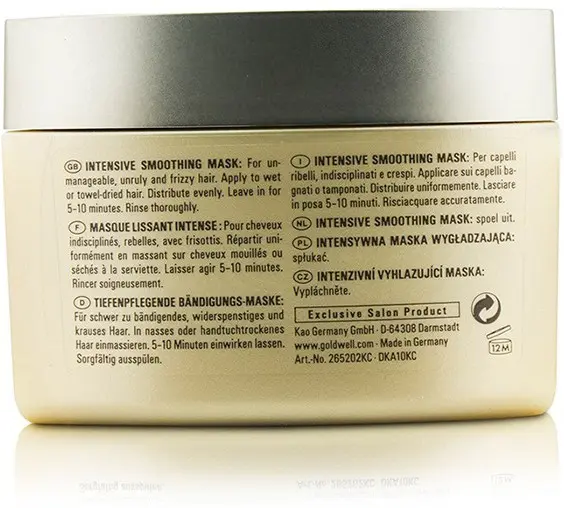 GB INTENSIVE SMOOTHING MASK: For un-
manageable, unruly and frizzy hair. Apply to wet
or towel-dried hair. Distribute evenly. Leave in for
5-10 minutes. Rinse thoroughly.
F MASQUE LISSANT INTENSE: Pour cheveux
indisciplinés, rebelles, avec frisottis. Répartir uni-
formément en massant sur cheveux mouillés ou
séchés à la serviette. Laisser agir 5-10 minutes.
Rincer soigneusement.
D TIEFENPFLEGENDE BÄNDIGUNGS-MASKE:
Für schwer zu bändigendes, widerspenstiges und
krauses Haar. In nasses oder handtuchtrockenes
Haar einmassieren. 5-10 Minuten einwirken lassen.
Sorgfältig ausspülen.
I INTENSIVE SMOOTHING MASK: Per capelli
ribelli, indisciplinati e crespi. Applicare sui capelli ba-
gnati o tamponati. Distribuire uniformemente. Lasciare
in posa 5-10 minuti. Risciacquare accuratamente.
NL INTENSIVE SMOOTHING MASK: spoel uit.
PL INTENSYWNA MASKA WYGŁADZAJĄCA:
spłukać.
CZ INTENZIVNÍ VYHLAZUJÍCÍ MASKA:
Vypláchněte.
Exclusive Salon Product
Kao Germany GmbH · D-64308 Darmstadt
www.goldwell.com · Made in Germany
Art.-No. 265202KC · DKA10KC
12M